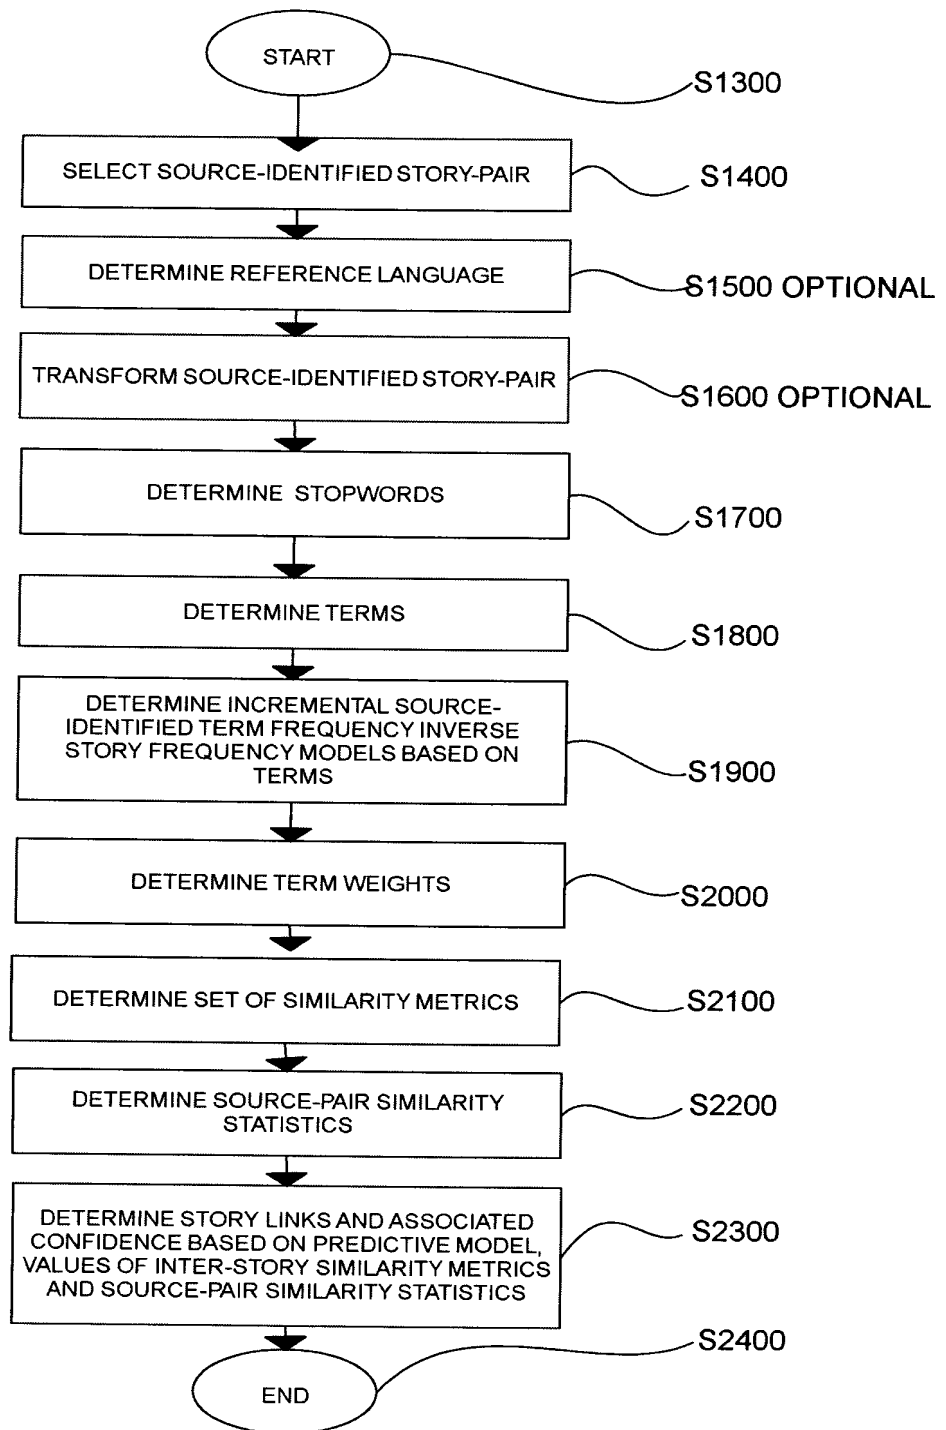 START
S1300
SELECT SOURCE-IDENTIFIED STORY-PAIR
S1400
DETERMINE REFERENCE LANGUAGE
S1500 OPTIONAL
TRANSFORM SOURCE-IDENTIFIED STORY-PAIR
S1600 OPTIONAL
DETERMINE STOPWORDS
S1700
DETERMINE TERMS
S1800
DETERMINE INCREMENTAL SOURCE-
IDENTIFIED TERM FREQUENCY INVERSE
STORY FREQUENCY MODELS BASED ON
TERMS
S1900
DETERMINE TERM WEIGHTS
S2000
DETERMINE SET OF SIMILARITY METRICS
S2100
DETERMINE SOURCE-PAIR SIMILARITY
STATISTICS
S2200
DETERMINE STORY LINKS AND ASSOCIATED
CONFIDENCE BASED ON PREDICTIVE MODEL,
VALUES OF INTER-STORY SIMILARITY METRICS
AND SOURCE-PAIR SIMILARITY STATISTICS
S2300
END
S2400